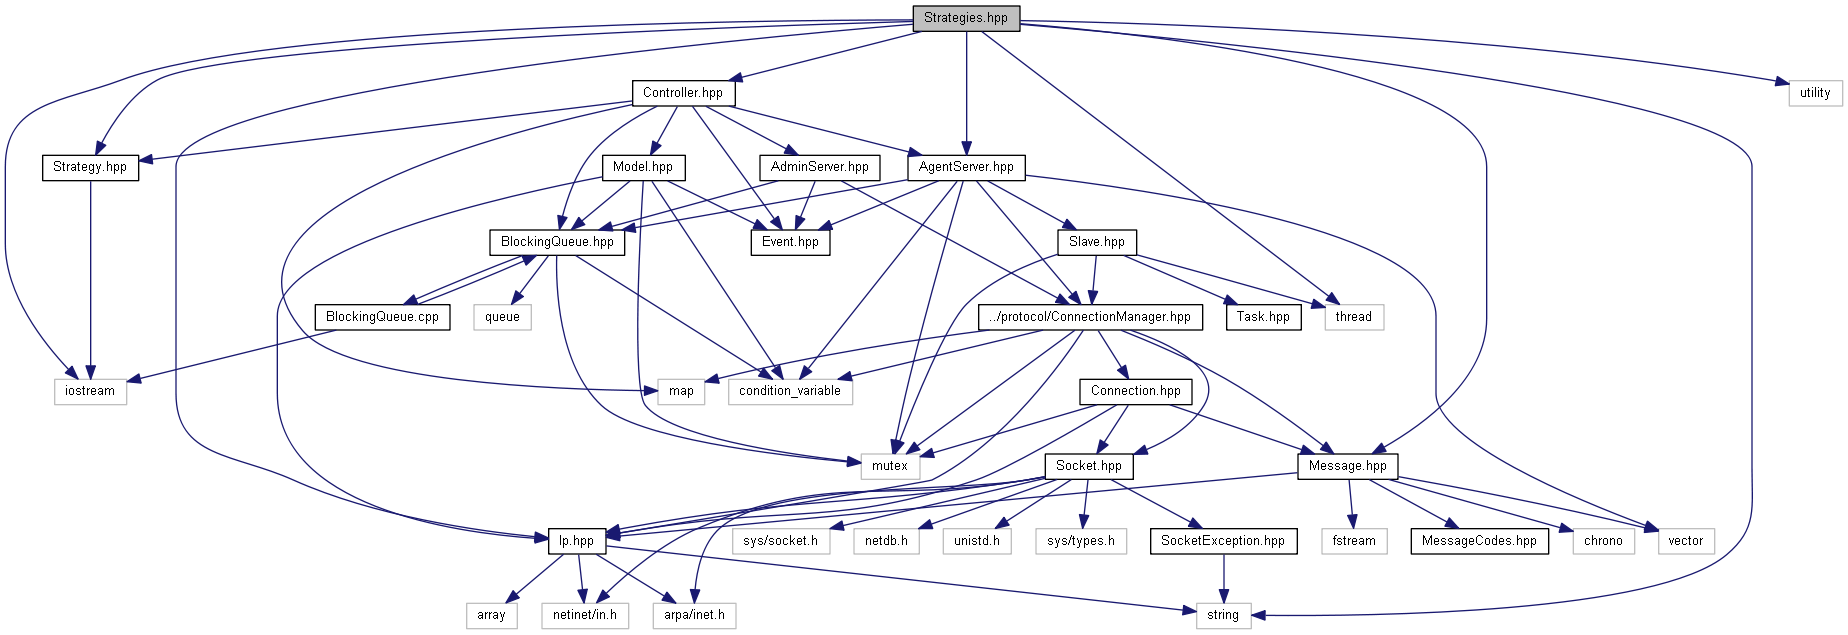 Strategies.hpp
Controller.hpp
utility
Strategy.hpp
Model.hpp
AdminServer.hpp
AgentServer.hpp
BlockingQueue.hpp
Event.hpp
Slave.hpp
BlockingQueue.cpp
queue
../protocol/ConnectionManager.hpp
Task.hpp
thread
iostream
map
condition_variable
Connection.hpp
mutex
Socket.hpp
Message.hpp
Ip.hpp
sys/socket.h
netdb.h
unistd.h
sys/types.h
SocketException.hpp
fstream
MessageCodes.hpp
chrono
vector
array
netinet/in.h
arpa/inet.h
string